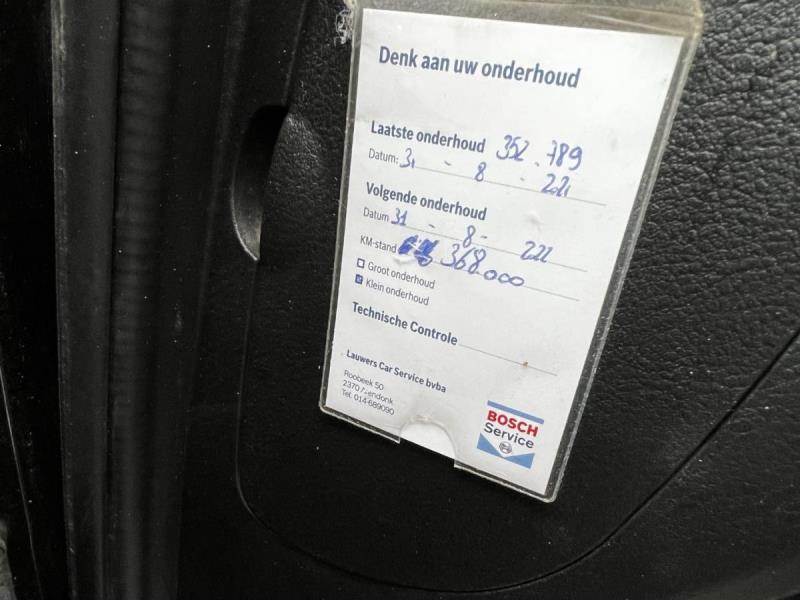 Denk aan uw onderhoud
Laatste onderhoud 352.789
Datum: 31 - 8 - 221
Volgende onderhoud
Datum 31 - 8 - 222
KM-stand 368.000
Groot onderhoud
Klein onderhoud
Technische Controle
Lauwers Car Service bvba
Roobeek 50
2370
Tel. 014-689090
BOSCH
Service